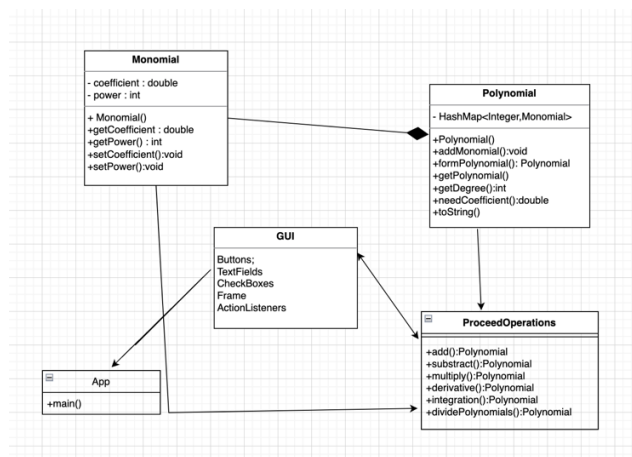 Monomial
- coefficient : double
- power : int
+ Monomial()
+getCoefficient : double
+getPower() : int
+setCoefficient():void
+setPower():void
Polynomial
- HashMap<Integer,Monomial>
+Polynomial()
+addMonomial():void
+formPolynomial(): Polynomial
+getPolynomial()
+getDegree():int
+needCoefficient():double
+toString()
GUI
Buttons;
TextFields
CheckBoxes
Frame
ActionListeners
App
+main()
ProceedOperations
+add():Polynomial
+substract():Polynomial
+multiply():Polynomial
+derivative():Polynomial
+integration():Polynomial
+dividePolynomials():Polynomial